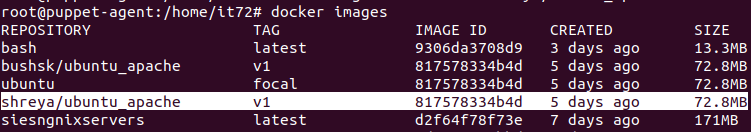 root@puppet-agent:/home/it72# docker images
REPOSITORY TAG IMAGE ID CREATED SIZE
bash latest 9306da3708d9 3 days ago 13.3MB
bushsk/ubuntu_apache v1 817578334b4d 5 days ago 72.8MB
ubuntu focal 817578334b4d 5 days ago 72.8MB
shreya/ubuntu_apache v1 817578334b4d 5 days ago 72.8MB
siesngnixservers latest d2f64f78f73e 7 days ago 171MB